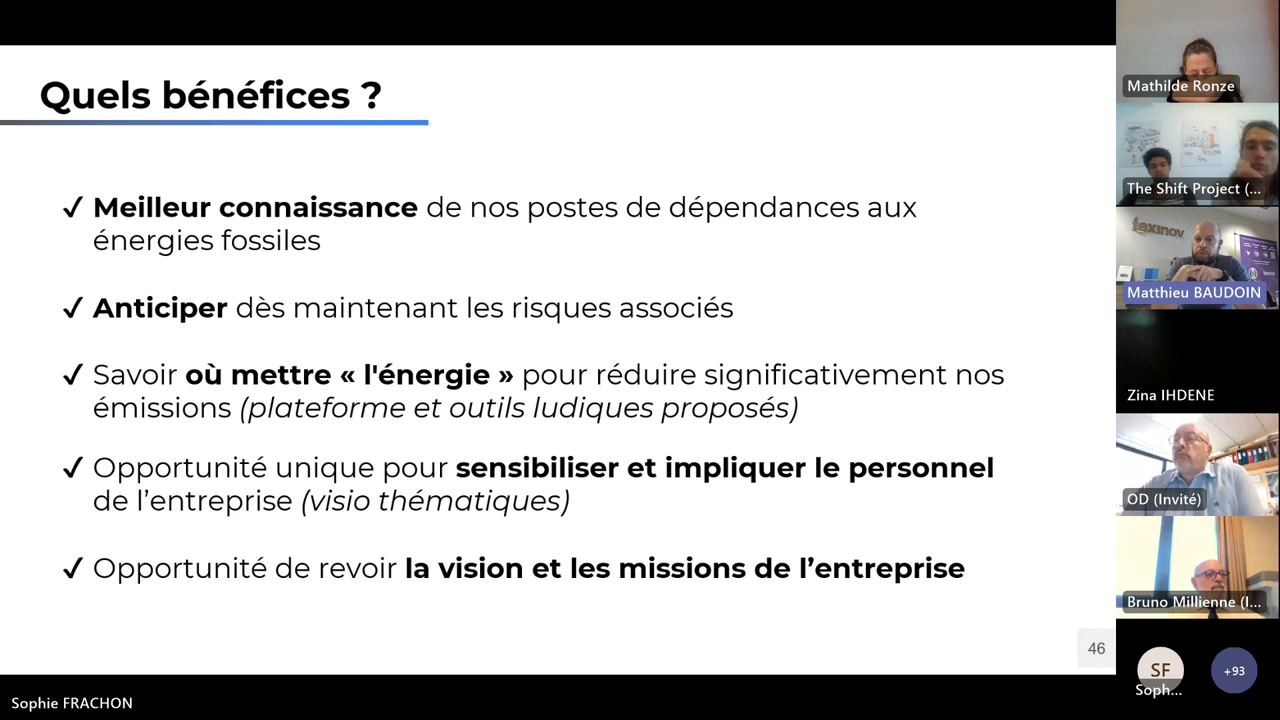 Quels bénéfices ?
✓ Meilleur connaissance de nos postes de dépendances aux
énergies fossiles
✓ Anticiper dès maintenant les risques associés
✓ Savoir où mettre « l'énergie » pour réduire significativement nos
émissions (plateforme et outils ludiques proposés)
✓ Opportunité unique pour sensibiliser et impliquer le personnel
de l’entreprise (visio thématiques)
✓ Opportunité de revoir la vision et les missions de l’entreprise
46
Sophie FRACHON
Mathilde Ronze
The Shift Project (...
texinov
Matthieu BAUDOIN
Zina IHDENE
OD (Invité)
Bruno Millienne (I...
SF
Soph...
+93